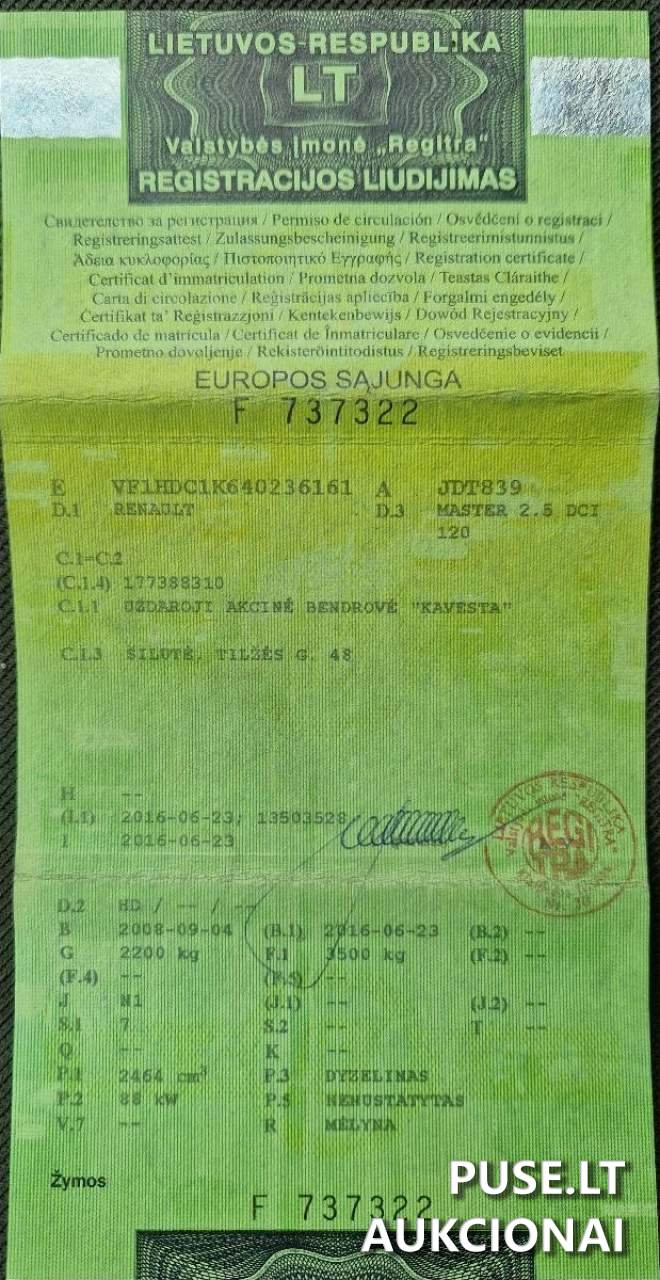 LIETUVOS RESPUBLIKA
LT
Valstybės įmonė „Regitra“
REGISTRACIJOS LIUDIJIMAS
Свидетелство за регистрация / Permiso de circulación / Osvědčení o registraci /
Registreringsattest / Zulassungsbescheinigung / Registreerimistunnistus /
Άδεια κυκλοφορίας / Πιστοποιητικό Εγγραφής / Registration certificate /
Certificat d'immatriculation / Prometna dozvola / Teastas Cláraithe /
Carta di circolazione / Reģistrācijas apliecība / Forgalmi engedély /
Ċertifikat ta' Reġistrazzjoni / Kentekenbewijs / Dowód Rejestracyjny /
Certificado de matrícula / Certificat de Înmatriculare / Osvedčenie o evidencii /
Prometno dovoljenje / Rekisteröintitodistus / Registreringsbeviset
EUROPOS SĄJUNGA
F 737322
E VF1HDC1K640236161 A JDT839
D.1 RENAULT D.3 MASTER 2.5 DCI
120
C.1=C.2
(C.1.4) 177388310
C.1.1 UŽDAROJI AKCINĖ BENDROVĖ "KAVESTA"
C.1.3 ŠILUTĖ, TILŽĖS G. 48
H --
(I.1) 2016-06-23; 13503528
I 2016-06-23
D.2 HD / -- / --
B 2008-09-04 (B.1) 2016-06-23 (B.2) --
G 2200 kg F.1 3500 kg (F.2) --
(F.4) -- (F.5) --
J N1 (J.1) -- (J.2) --
S.1 7 S.2 -- T --
Q -- K --
P.1 2464 cm³ P.3 DYZELINAS
P.2 88 kW P.5 NENUSTATYTAS
V.7 -- R MĖLYNA
LIETUVOS RESPUBLIKA
REGITRA
Žymos
F 737322
PUSE.LT
AUKCIONAI